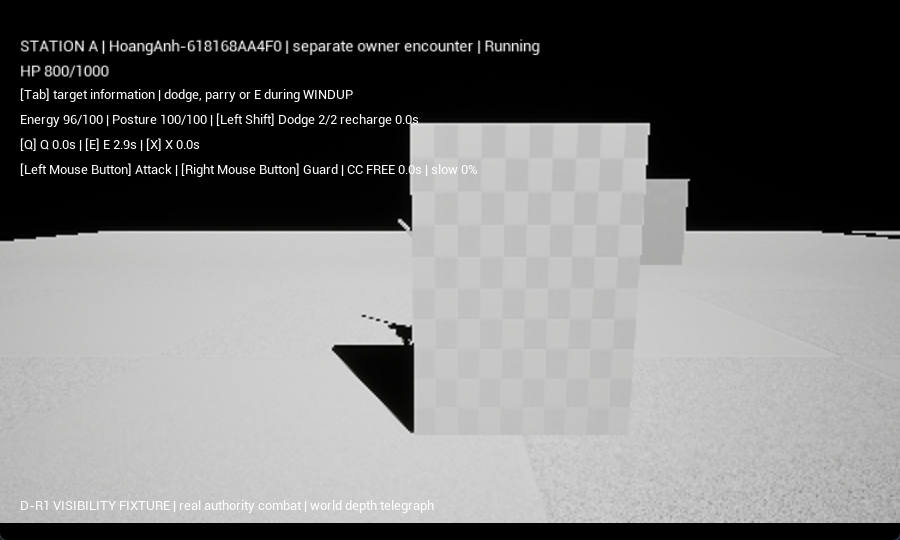 STATION A | HoangAnh-618168AA4F0 | separate owner encounter | Running
HP 800/1000
[Tab] target information | dodge, parry or E during WINDUP
Energy 96/100 | Posture 100/100 | [Left Shift] Dodge 2/2 recharge 0.0s
[Q] Q 0.0s | [E] E 2.9s | [X] X 0.0s
[Left Mouse Button] Attack | [Right Mouse Button] Guard | CC FREE 0.0s | slow 0%
D-R1 VISIBILITY FIXTURE | real authority combat | world depth telegraph